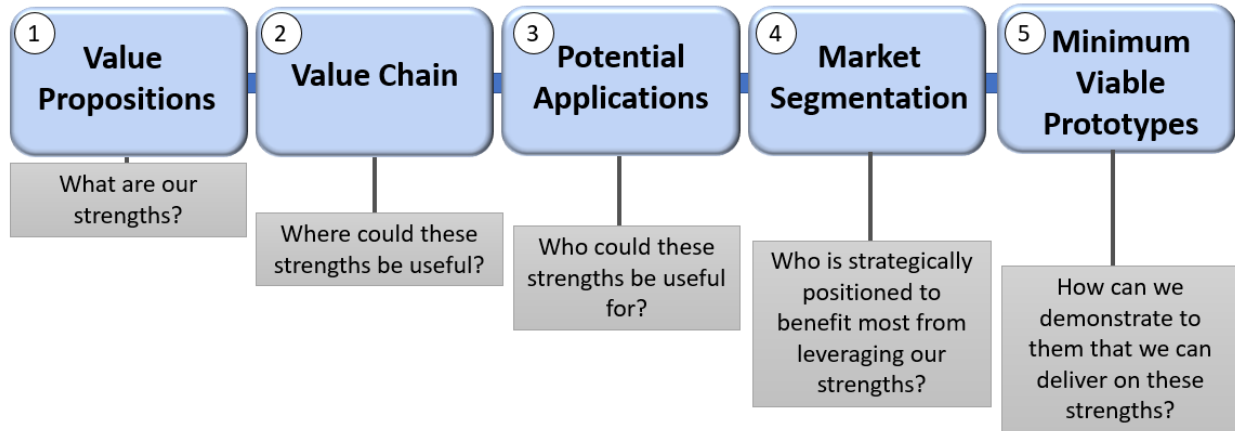 1
Value
Propositions
2
Value Chain
3
Potential
Applications
4
Market
Segmentation
5
Minimum
Viable
Prototypes
What are our
strengths?
Where could these
strengths be useful?
Who could these
strengths be useful
for?
Who is strategically
positioned to
benefit most from
leveraging our
strengths?
How can we
demonstrate to
them that we can
deliver on these
strengths?